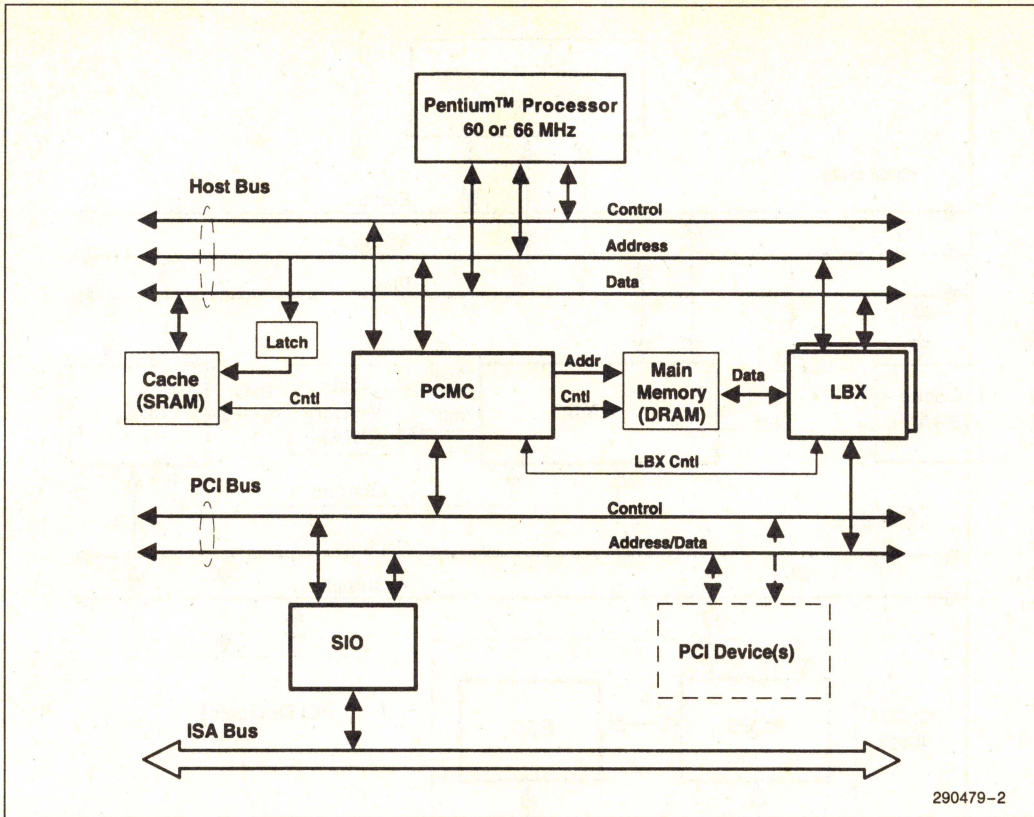 Pentium™ Processor
60 or 66 MHz
Host Bus
Control
Address
Data
Latch
Cache
(SRAM)
Cntl
PCMC
Addr
Cntl
Main
Memory
(DRAM)
Data
LBX
LBX Cntl
PCI Bus
Control
Address/Data
SIO
PCI Device(s)
ISA Bus
290479–2